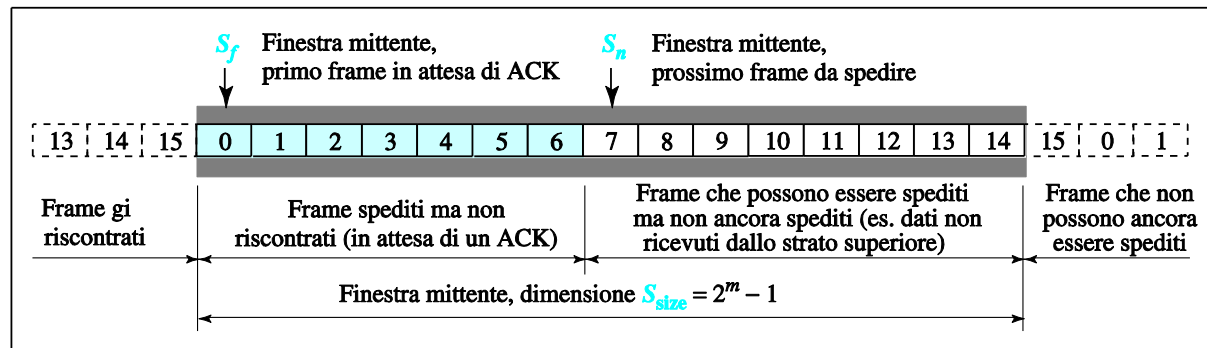 S_f Finestra mittente,
primo frame in attesa di ACK
S_n Finestra mittente,
prossimo frame da spedire
13 14 15 0 1 2 3 4 5 6 7 8 9 10 11 12 13 14 15 0 1
Frame gi
riscontrati
Frame spediti ma non
riscontrati (in attesa di un ACK)
Frame che possono essere spediti
ma non ancora spediti (es. dati non
ricevuti dallo strato superiore)
Frame che non
possono ancora
essere spediti
Finestra mittente, dimensione S_size = 2^m − 1